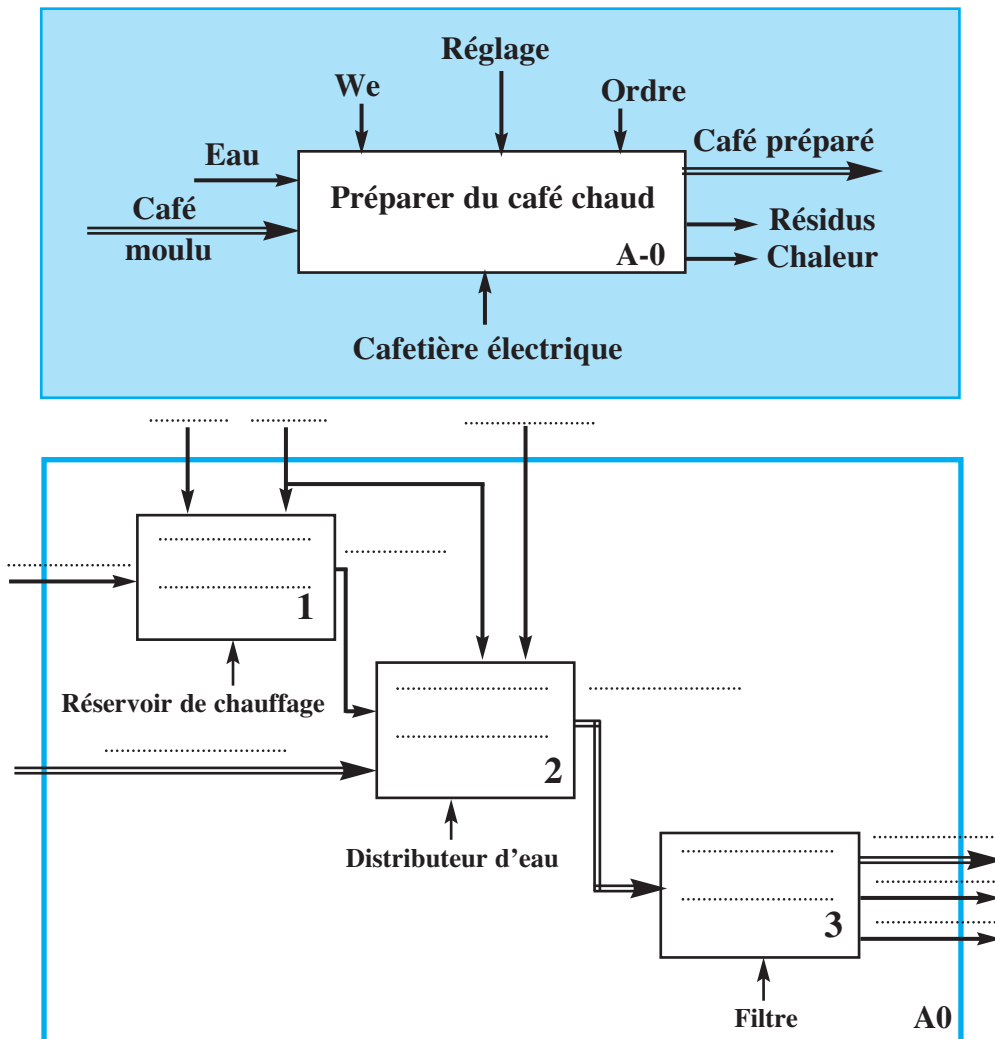 Réglage
We
Ordre
Café préparé
Eau
Préparer du café chaud
Café
moulu
Résidus
A-0
Chaleur
Cafetière électrique
1
Réservoir de chauffage
2
Distributeur d’eau
3
Filtre
A0